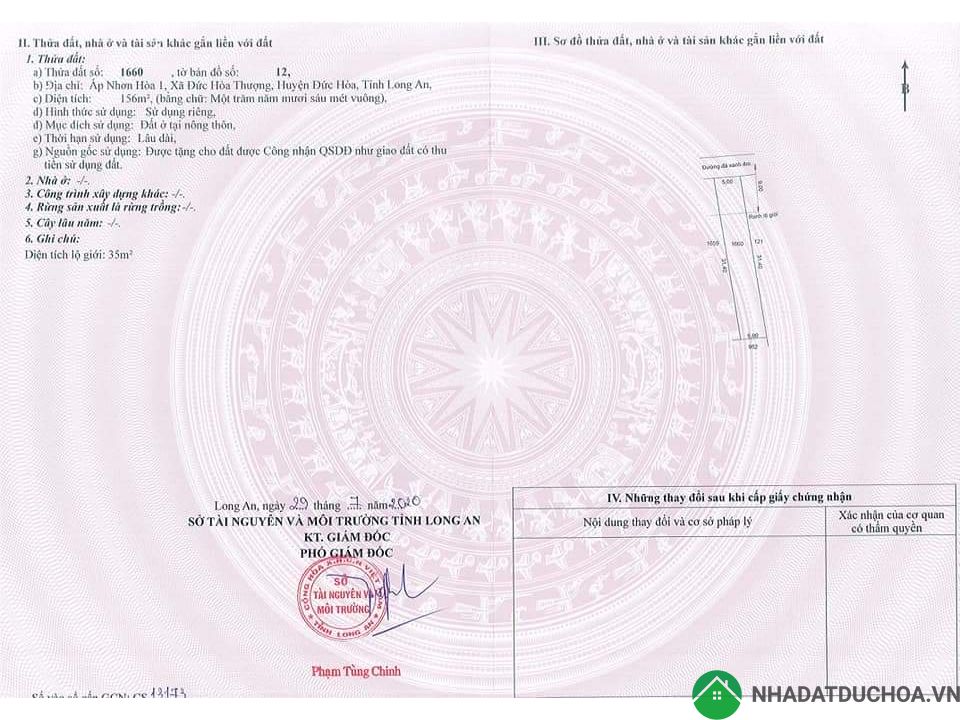 II. Thửa đất, nhà ở và tài sản khác gắn liền với đất
1. Thửa đất:
a) Thửa đất số: 1660 , tờ bản đồ số: 12,
b) Địa chỉ: Ấp Nhơn Hòa 1, Xã Đức Hòa Thượng, Huyện Đức Hòa, Tỉnh Long An,
c) Diện tích: 156m², (bằng chữ: Một trăm năm mươi sáu mét vuông),
d) Hình thức sử dụng: Sử dụng riêng,
đ) Mục đích sử dụng: Đất ở tại nông thôn,
e) Thời hạn sử dụng: Lâu dài,
g) Nguồn gốc sử dụng: Được tặng cho đất được Công nhận QSDĐ như giao đất có thu
tiền sử dụng đất.
2. Nhà ở: -/-.
3. Công trình xây dựng khác: -/-.
4. Rừng sản xuất là rừng trồng: -/-.
5. Cây lâu năm: -/-.
6. Ghi chú:
Diện tích lộ giới: 35m²
Long An, ngày 29 tháng 7 năm 2020
SỞ TÀI NGUYÊN VÀ MÔI TRƯỜNG TỈNH LONG AN
KT. GIÁM ĐỐC
PHÓ GIÁM ĐỐC
CỘNG HÒA X.H.C.N VIỆT NAM
SỞ
TÀI NGUYÊN VÀ
MÔI TRƯỜNG
TỈNH LONG AN
Phạm Tùng Chinh
Số vào sổ cấp GCN: CS 13173
III. Sơ đồ thửa đất, nhà ở và tài sản khác gắn liền với đất
B
Đường đá xanh 4m
5,00
Ranh lộ giới
1659
1660
121
31,40
31,40
5,00
952
IV. Những thay đổi sau khi cấp giấy chứng nhận
Nội dung thay đổi và cơ sở pháp lý
Xác nhận của cơ quan
có thẩm quyền
NHADATDUCHOA.VN